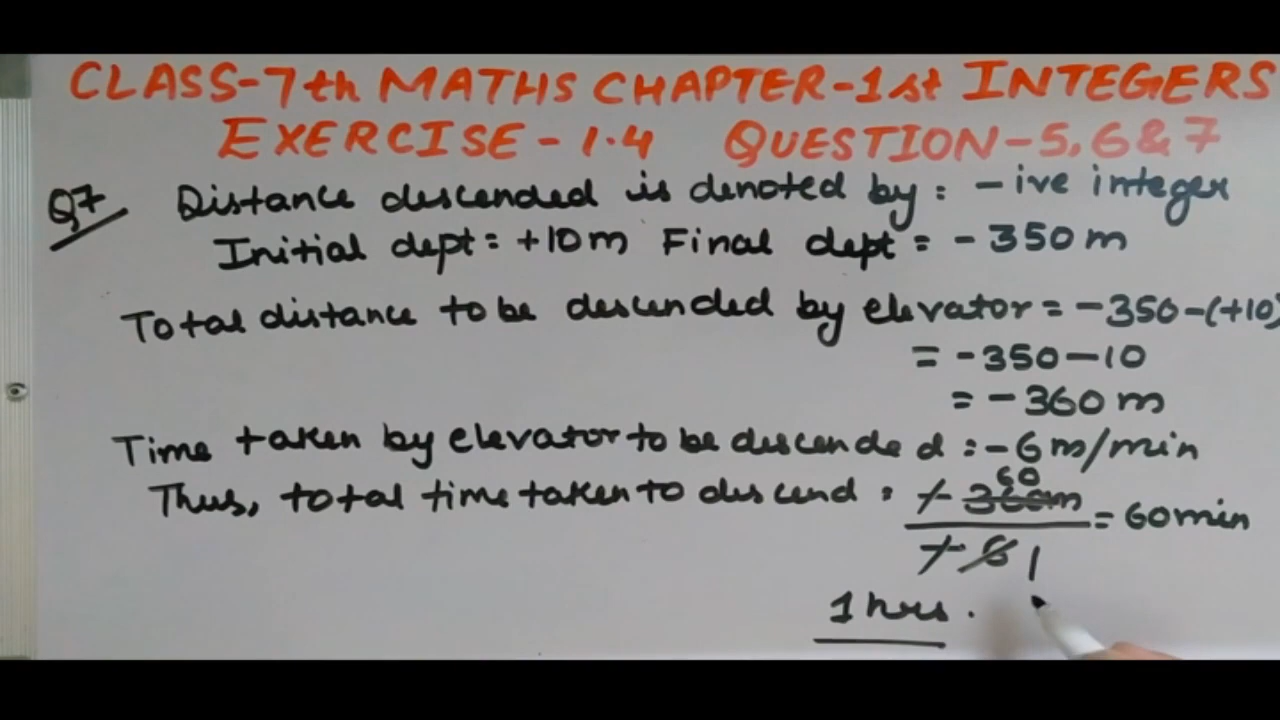 CLASS-7th MATHS CHAPTER-1st INTEGERS
EXERCISE-1.4 QUESTION-5,6&7
Q7 Distance descended is denoted by: -ive integer
Initial dept: +10m Final dept = -350m
Total distance to be descended by elevator = -350-(+10)
= -350-10
= -360m
Time taken by elevator to be descended :-6m/min
60
Thus, total time taken to descend : -360m = 60min
-6 1
1 hrs.